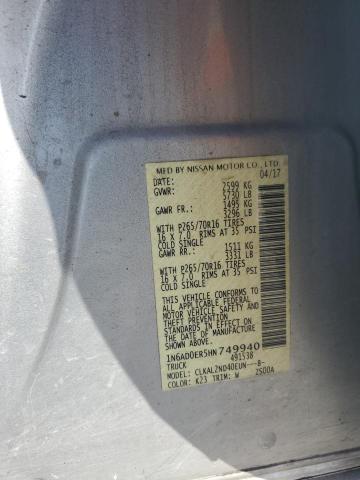 MFD BY NISSAN MOTOR CO., LTD.
DATE: 04/17
GVWR: 2599 KG
5730 LB
GAWR FR.: 1495 KG
3296 LB
WITH P265/70R16 TIRES
16 X 7.0 RIMS AT 35 PSI
COLD SINGLE
GAWR RR.: 1511 KG
3331 LB
WITH P265/70R16 TIRES
16 X 7.0 RIMS AT 35 PSI
COLD SINGLE
THIS VEHICLE CONFORMS TO
ALL APPLICABLE FEDERAL
MOTOR VEHICLE SAFETY
STANDARDS IN EFFECT ON
THE DATE OF MANUFACTURE
SHOWN ABOVE.
1N6AD0ER5HN749940
TRUCK 491538
MODEL: CLKAL2N040EUN---8-
COLOR: K23 TRIM: W 2S00A